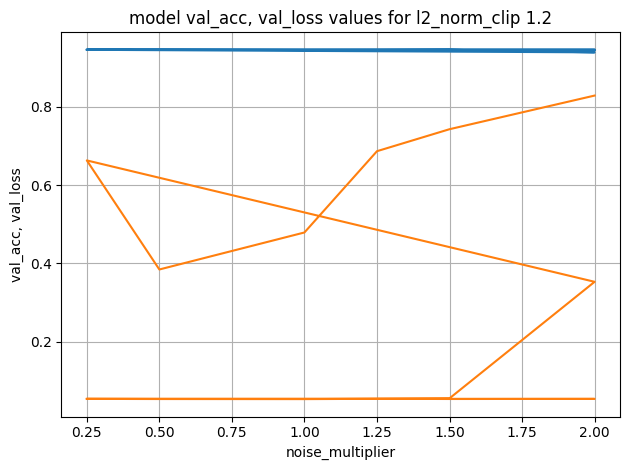 model val_acc, val_loss values for l2_norm_clip 1.2
val_acc, val_loss
0.8
0.6
0.4
0.2
0.25 0.50 0.75 1.00 1.25 1.50 1.75 2.00
noise_multiplier